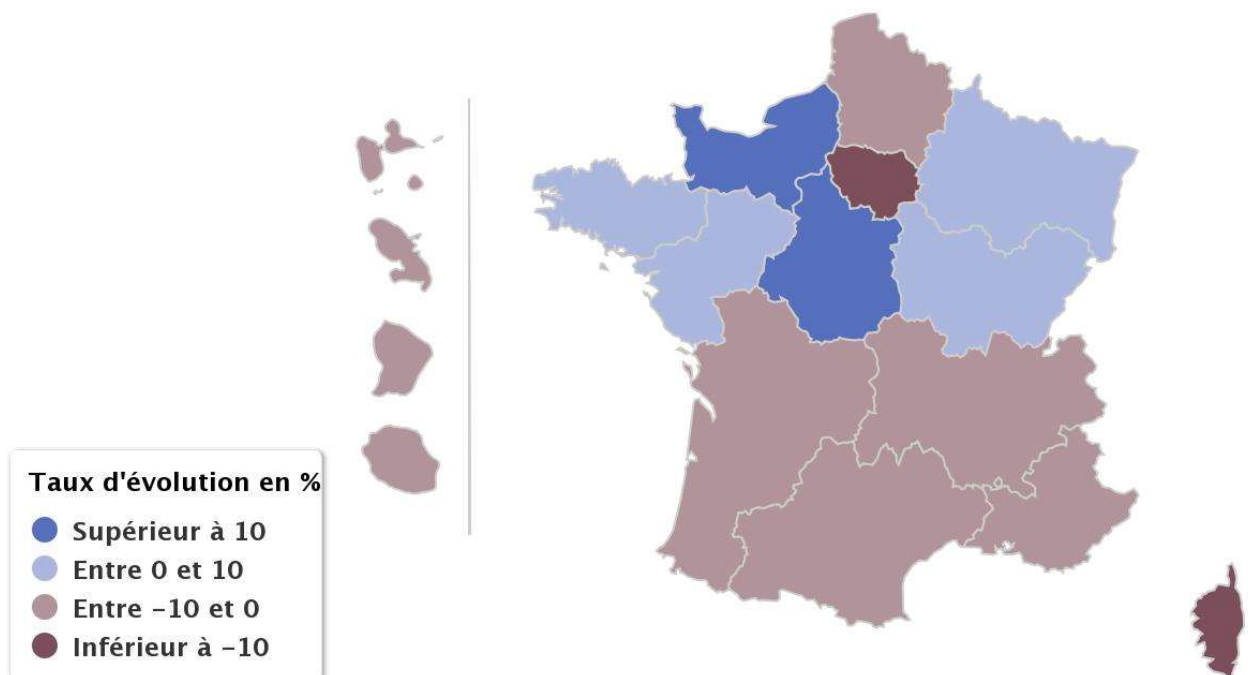 Taux d'évolution en %
Supérieur à 10
Entre 0 et 10
Entre −10 et 0
Inférieur à −10